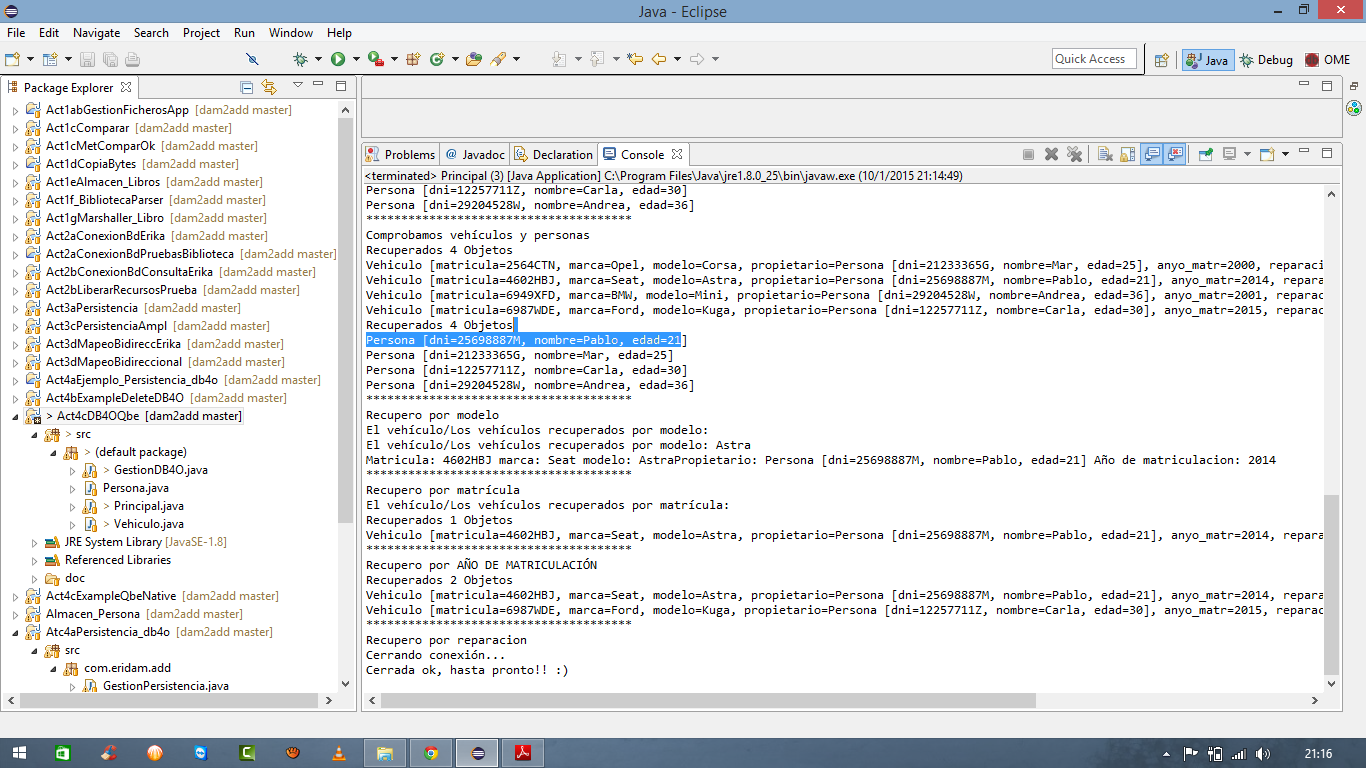 Java - Eclipse
File Edit Navigate Search Project Run Window Help
Quick Access
Java
Debug
OME
Package Explorer
Act1abGestionFicherosApp [dam2add master]
Act1cComparar [dam2add master]
Act1cMetComparOk [dam2add master]
Act1dCopiaBytes [dam2add master]
Act1eAlmacen_Libros [dam2add master]
Act1f_BibliotecaParser [dam2add master]
Act1gMarshaller_Libro [dam2add master]
Act2aConexionBdErika [dam2add master]
Act2aConexionBdPruebasBiblioteca [dam2add master]
Act2bConexionBdConsultaErika [dam2add master]
Act2bLiberarRecursosPrueba [dam2add master]
Act3aPersistencia [dam2add master]
Act3cPersistenciaAmpl [dam2add master]
Act3dMapeoBidireccErika [dam2add master]
Act3dMapeoBidireccional [dam2add master]
Act4aEjemplo_Persistencia_db4o [dam2add master]
Act4bExampleDeleteDB4O [dam2add master]
> Act4cDB4OQbe [dam2add master]
> src
> (default package)
> GestionDB4O.java
Persona.java
> Principal.java
> Vehiculo.java
JRE System Library [JavaSE-1.8]
Referenced Libraries
doc
Act4cExampleQbeNative [dam2add master]
Almacen_Persona [dam2add master]
Atc4aPersistencia_db4o [dam2add master]
src
com.eridam.add
GestionPersistencia.java
Problems @ Javadoc Declaration Console
<terminated> Principal (3) [Java Application] C:\Program Files\Java\jre1.8.0_25\bin\javaw.exe (10/1/2015 21:14:49)
Persona [dni=12257711Z, nombre=Carla, edad=30]
Persona [dni=29204528W, nombre=Andrea, edad=36]
**************************************
Comprobamos vehículos y personas
Recuperados 4 Objetos
Vehiculo [matricula=2564CTN, marca=Opel, modelo=Corsa, propietario=Persona [dni=21233365G, nombre=Mar, edad=25], anyo_matr=2000, reparaci
Vehiculo [matricula=4602HBJ, marca=Seat, modelo=Astra, propietario=Persona [dni=25698887M, nombre=Pablo, edad=21], anyo_matr=2014, repara
Vehiculo [matricula=6949XFD, marca=BMW, modelo=Mini, propietario=Persona [dni=29204528W, nombre=Andrea, edad=36], anyo_matr=2001, reparac
Vehiculo [matricula=6987WDE, marca=Ford, modelo=Kuga, propietario=Persona [dni=12257711Z, nombre=Carla, edad=30], anyo_matr=2015, reparac
Recuperados 4 Objetos
Persona [dni=25698887M, nombre=Pablo, edad=21]
Persona [dni=21233365G, nombre=Mar, edad=25]
Persona [dni=12257711Z, nombre=Carla, edad=30]
Persona [dni=29204528W, nombre=Andrea, edad=36]
**************************************
Recupero por modelo
El vehículo/Los vehículos recuperados por modelo:
El vehículo/Los vehículos recuperados por modelo: Astra
Matricula: 4602HBJ marca: Seat modelo: AstraPropietario: Persona [dni=25698887M, nombre=Pablo, edad=21] Año de matriculacion: 2014
**************************************
Recupero por matrícula
El vehículo/Los vehículos recuperados por matrícula:
Recuperados 1 Objetos
Vehiculo [matricula=4602HBJ, marca=Seat, modelo=Astra, propietario=Persona [dni=25698887M, nombre=Pablo, edad=21], anyo_matr=2014, repara
**************************************
Recupero por AÑO DE MATRICULACIÓN
Recuperados 2 Objetos
Vehiculo [matricula=4602HBJ, marca=Seat, modelo=Astra, propietario=Persona [dni=25698887M, nombre=Pablo, edad=21], anyo_matr=2014, repara
Vehiculo [matricula=6987WDE, marca=Ford, modelo=Kuga, propietario=Persona [dni=12257711Z, nombre=Carla, edad=30], anyo_matr=2015, reparac
**************************************
Recupero por reparacion
Cerrando conexión...
Cerrada ok, hasta pronto!! :)
21:16